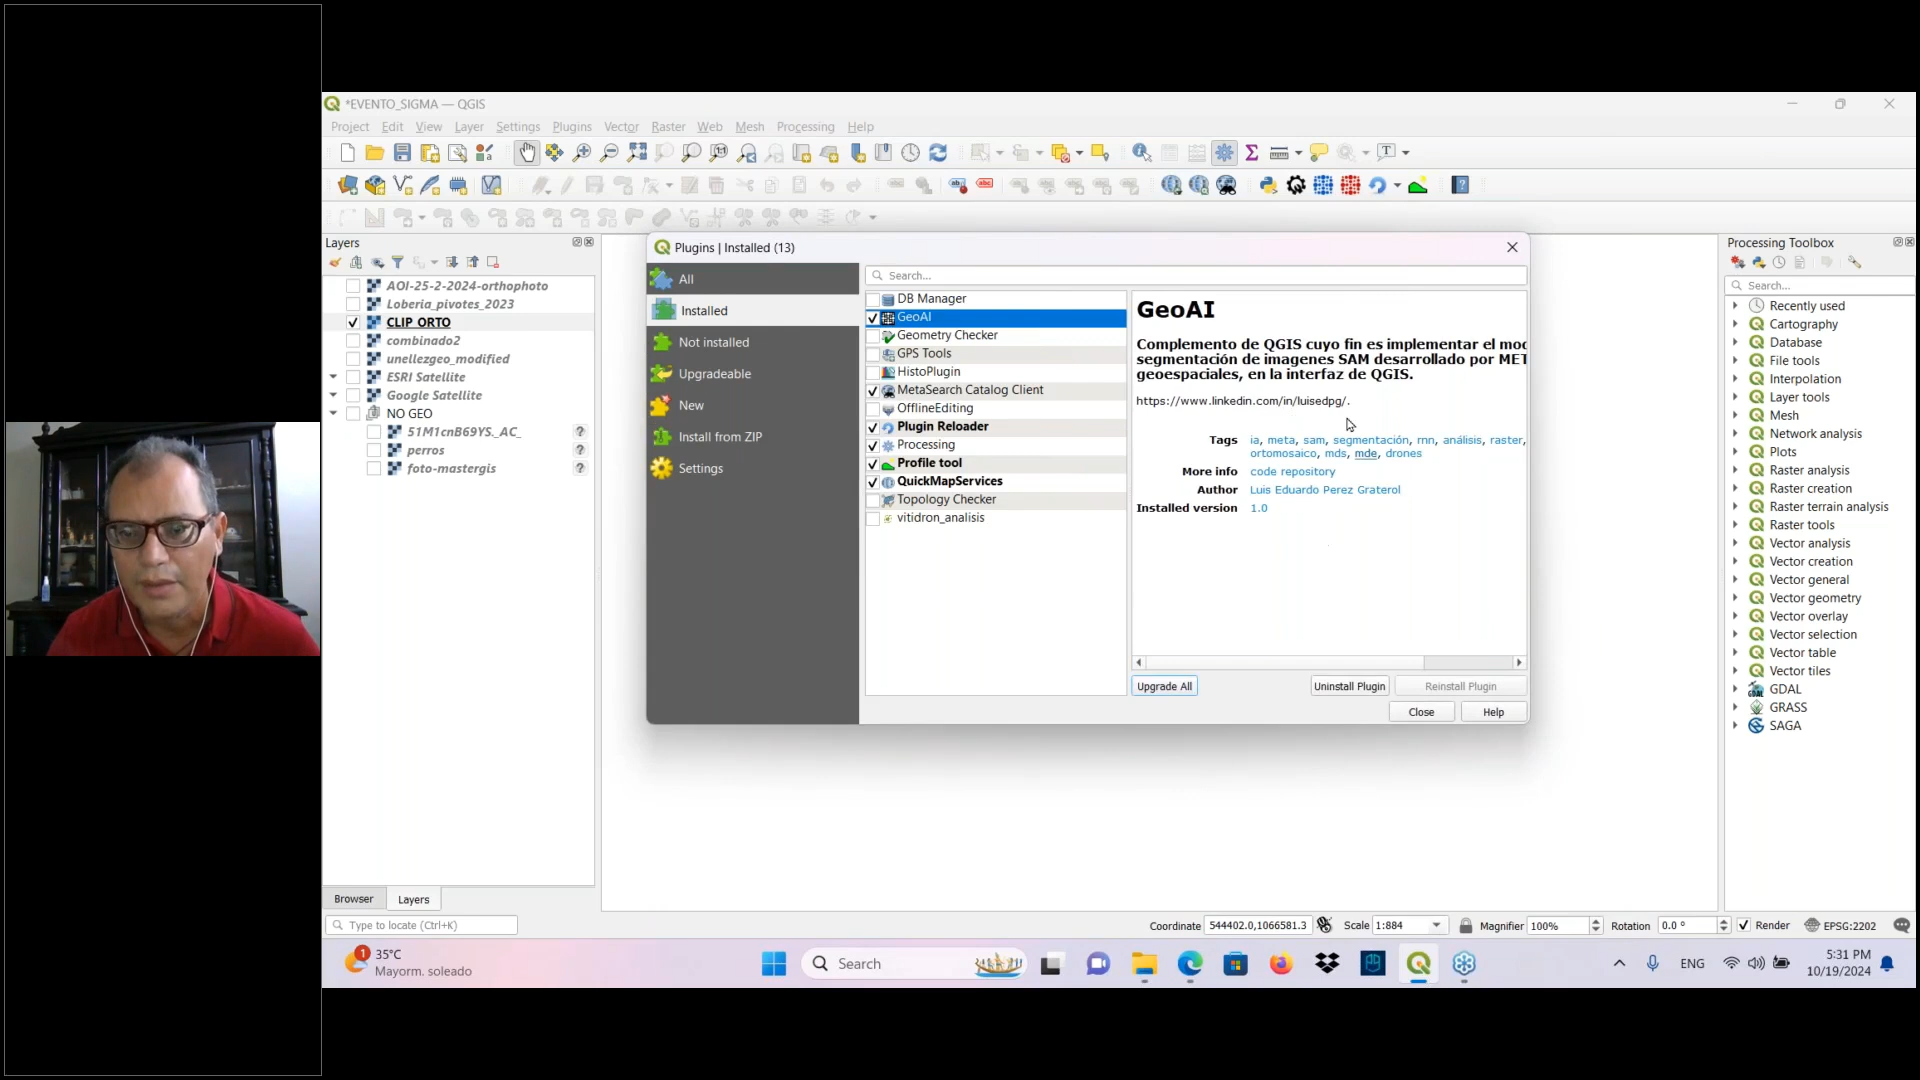 *EVENTO_SIGMA — QGIS
Project Edit View Layer Settings Plugins Vector Raster Web Mesh Processing Help
Layers
AOI-25-2-2024-orthophoto
Loberia_pivotes_2023
CLIP_ORTO
combinado2
unellezgeo_modified
ESRI Satellite
Google Satellite
NO GEO
51M1cnB69YS._AC_
perros
foto-mastergis
Browser Layers
Type to locate (Ctrl+K)
Plugins | Installed (13)
All
Installed
Not installed
Upgradeable
New
Install from ZIP
Settings
Search...
DB Manager
GeoAI
Geometry Checker
GPS Tools
HistoPlugin
MetaSearch Catalog Client
OfflineEditing
Plugin Reloader
Processing
Profile tool
QuickMapServices
Topology Checker
vitidron_analisis
GeoAI
Complemento de QGIS cuyo fin es implementar el mod
segmentación de imagenes SAM desarrollado por MET
geoespaciales, en la interfaz de QGIS.
https://www.linkedin.com/in/luisedpg/.
Tags ia, meta, sam, segmentación, rnn, análisis, raster,
ortomosaico, mds, mde, drones
More info code repository
Author Luis Eduardo Perez Graterol
Installed version 1.0
Upgrade All Uninstall Plugin Reinstall Plugin
Close Help
Processing Toolbox
Search...
Recently used
Cartography
Database
File tools
Interpolation
Layer tools
Mesh
Network analysis
Plots
Raster analysis
Raster creation
Raster terrain analysis
Raster tools
Vector analysis
Vector creation
Vector general
Vector geometry
Vector overlay
Vector selection
Vector table
Vector tiles
GDAL
GRASS
SAGA
Coordinate 544402.0,1066581.3 Scale 1:884 Magnifier 100% Rotation 0.0 ° Render EPSG:2202
1
35°C
Mayorm. soleado
Search
ENG
5:31 PM
10/19/2024